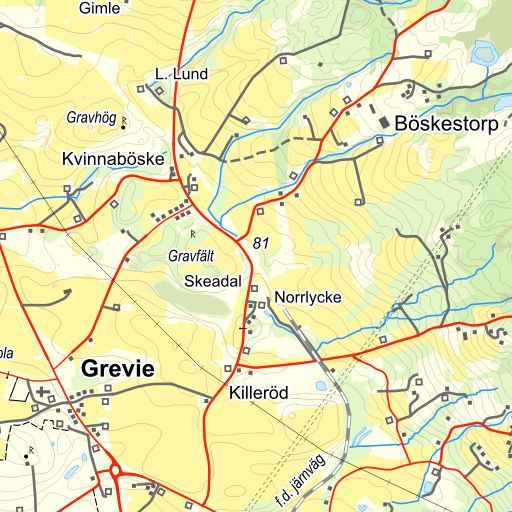 Gimle
L. Lund
Gravhög
Böskestorp
Kvinnaböske
81
Gravfält
Skeadal
Norrlycke
Grevie
Killeröd
f.d. järnväg